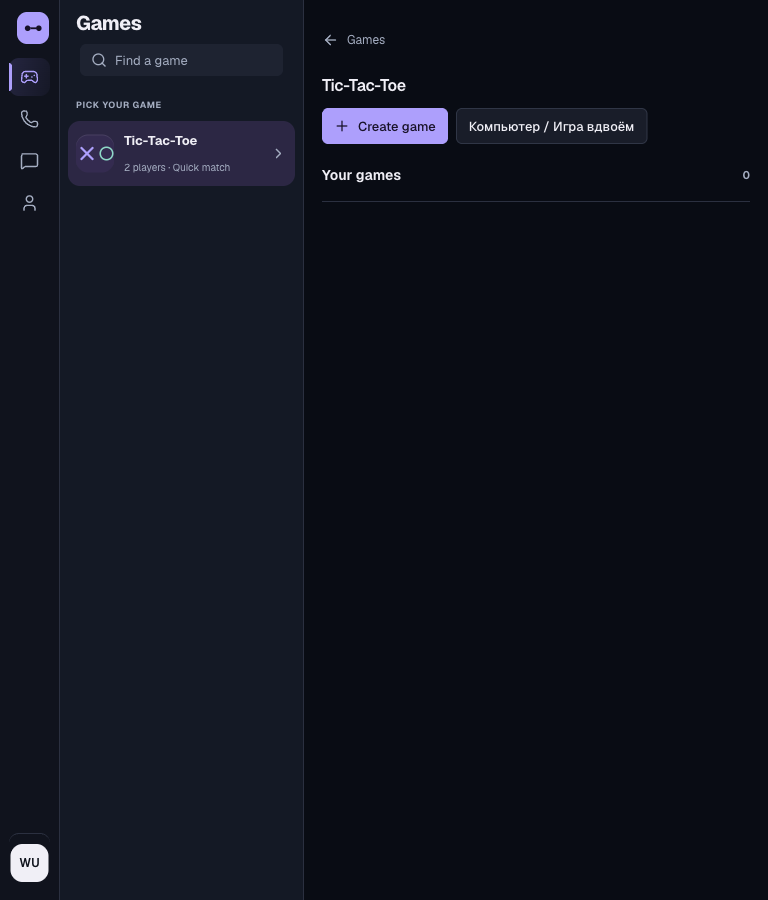 Games
Find a game
PICK YOUR GAME
Tic-Tac-Toe
2 players · Quick match
WU
Games
Tic-Tac-Toe
Create game
Компьютер / Игра вдвоём
Your games
0